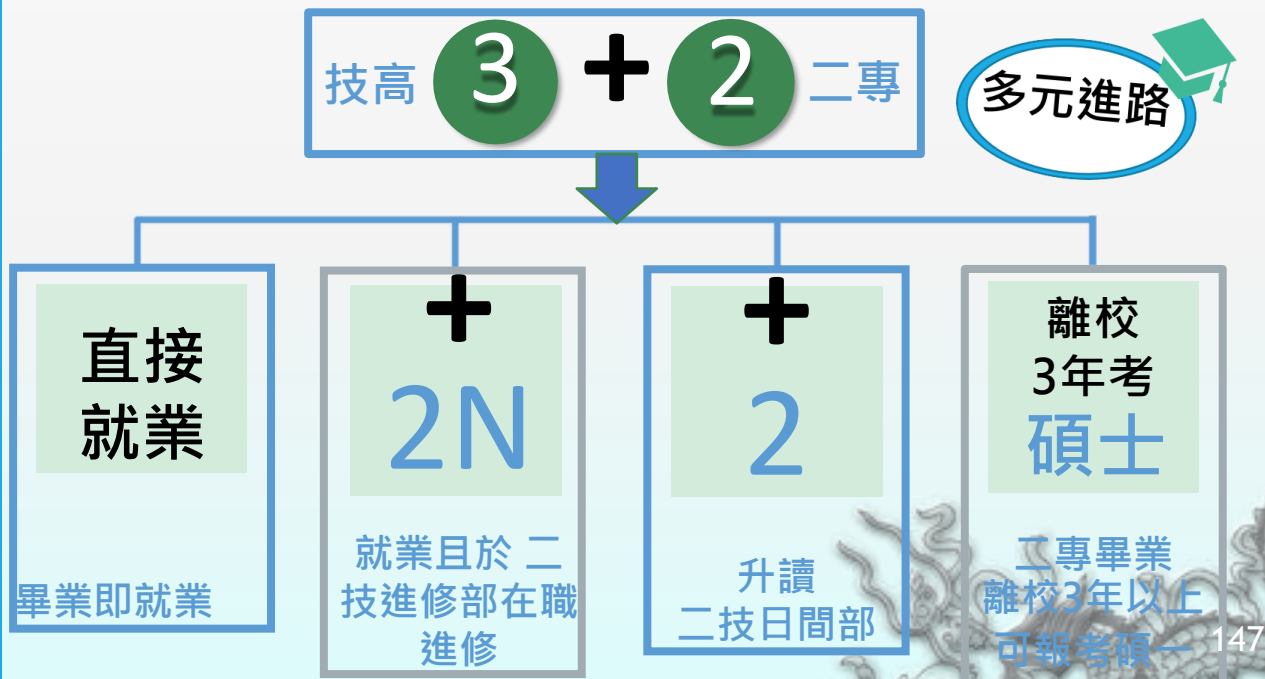 技高 3 + 2 二專
多元進路
直接
就業
畢業即就業
+
2N
就業且於 二
技進修部在職
進修
+
2
升讀
二技日間部
離校
3年考
碩士
二專畢業
離校3年以上
可報考碩一
147